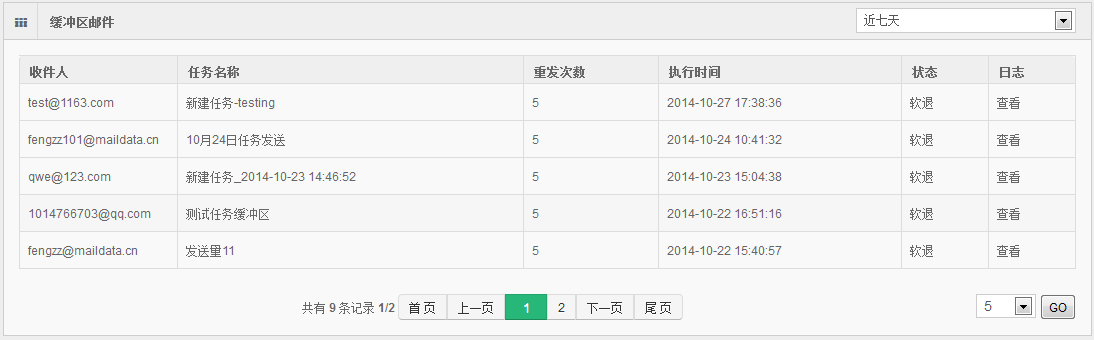 缓冲区邮件 近七天
收件人 任务名称 重发次数 执行时间 状态 日志
test@1163.com 新建任务-testing 5 2014-10-27 17:38:36 软退 查看
fengzz101@maildata.cn 10月24日任务发送 5 2014-10-24 10:41:32 软退 查看
qwe@123.com 新建任务_2014-10-23 14:46:52 5 2014-10-23 15:04:38 软退 查看
1014766703@qq.com 测试任务缓冲区 5 2014-10-22 16:51:16 软退 查看
fengzz@maildata.cn 发送量11 5 2014-10-22 15:40:57 软退 查看
共有 9 条记录 1/2 首页 上一页 1 2 下一页 尾页 5 GO